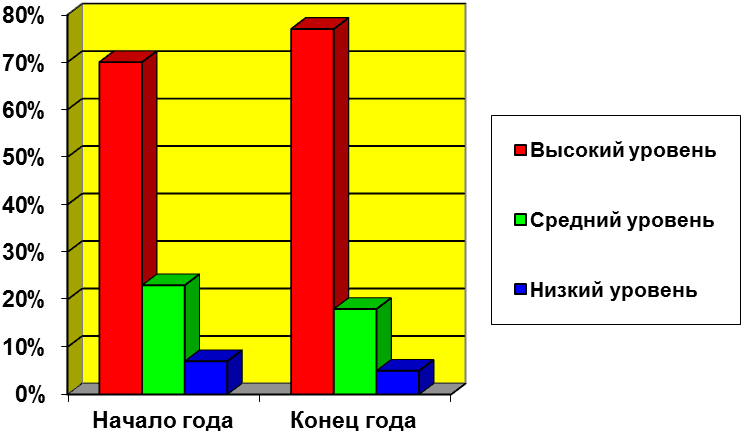 80%
70%
60%
50%
40%
30%
20%
10%
0%
Начало года
Конец года
Высокий уровень
Средний уровень
Низкий уровень